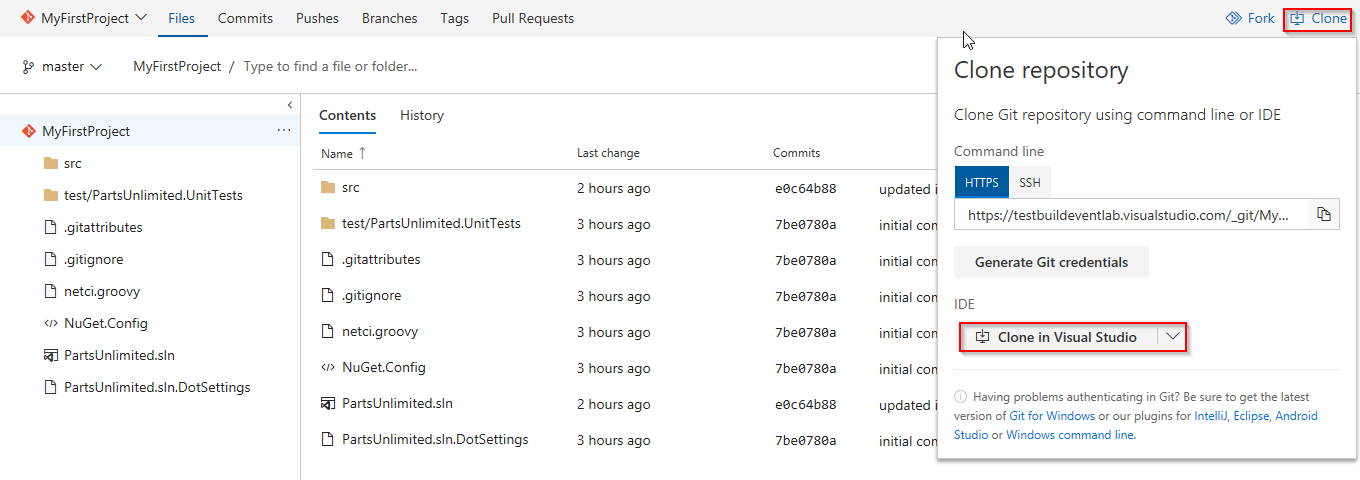 MyFirstProject Files Commits Pushes Branches Tags Pull Requests Fork Clone
master MyFirstProject / Type to find a file or folder...
MyFirstProject ...
src
test/PartsUnlimited.UnitTests
.gitattributes
.gitignore
netci.groovy
NuGet.Config
PartsUnlimited.sln
PartsUnlimited.sln.DotSettings
Contents History
Name ↑ Last change Commits
src 2 hours ago e0c64b88 updated i
test/PartsUnlimited.UnitTests 3 hours ago 7be0780a initial com
.gitattributes 3 hours ago 7be0780a initial com
.gitignore 3 hours ago 7be0780a initial com
netci.groovy 3 hours ago 7be0780a initial com
NuGet.Config 3 hours ago 7be0780a initial com
PartsUnlimited.sln 2 hours ago e0c64b88 updated i
PartsUnlimited.sln.DotSettings 3 hours ago 7be0780a initial com
Clone repository
Clone Git repository using command line or IDE
Command line
HTTPS SSH
https://testbuildeventlab.visualstudio.com/_git/My...
Generate Git credentials
IDE
Clone in Visual Studio
Having problems authenticating in Git? Be sure to get the latest
version of Git for Windows or our plugins for IntelliJ, Eclipse, Android
Studio or Windows command line.